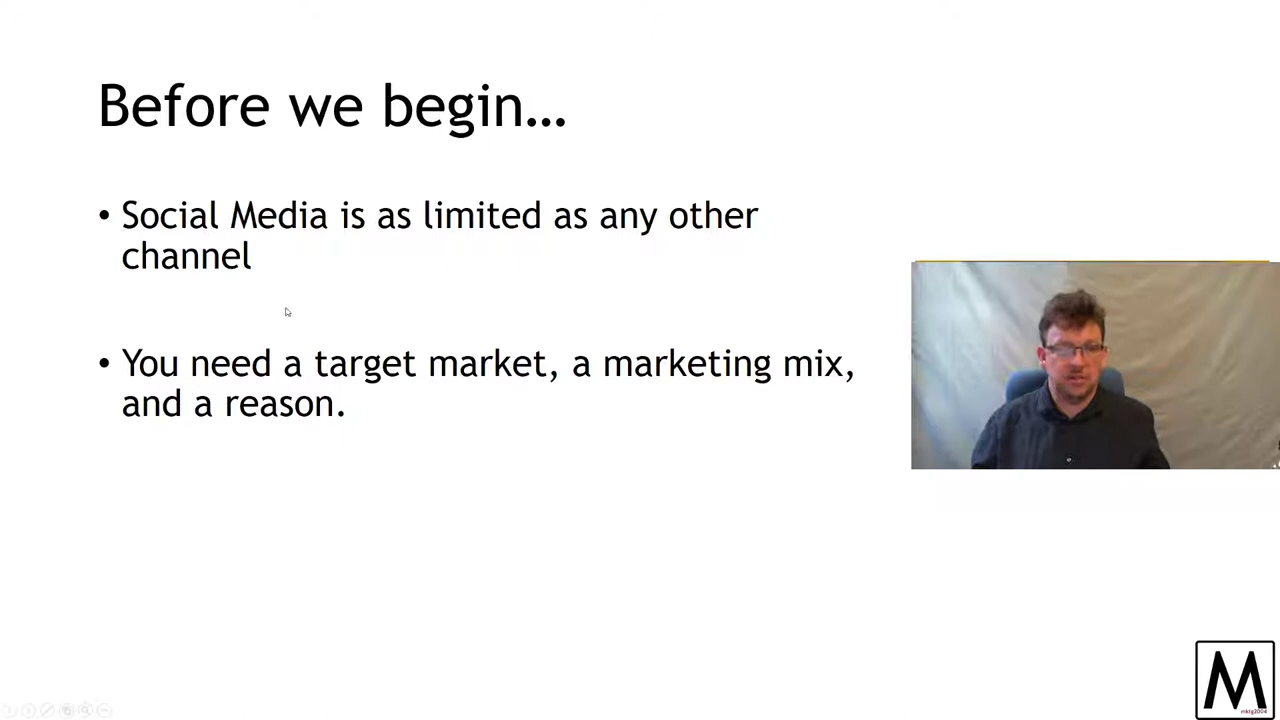 Before we begin...
• Social Media is as limited as any other
channel
• You need a target market, a marketing mix,
and a reason.
M
mktg2004